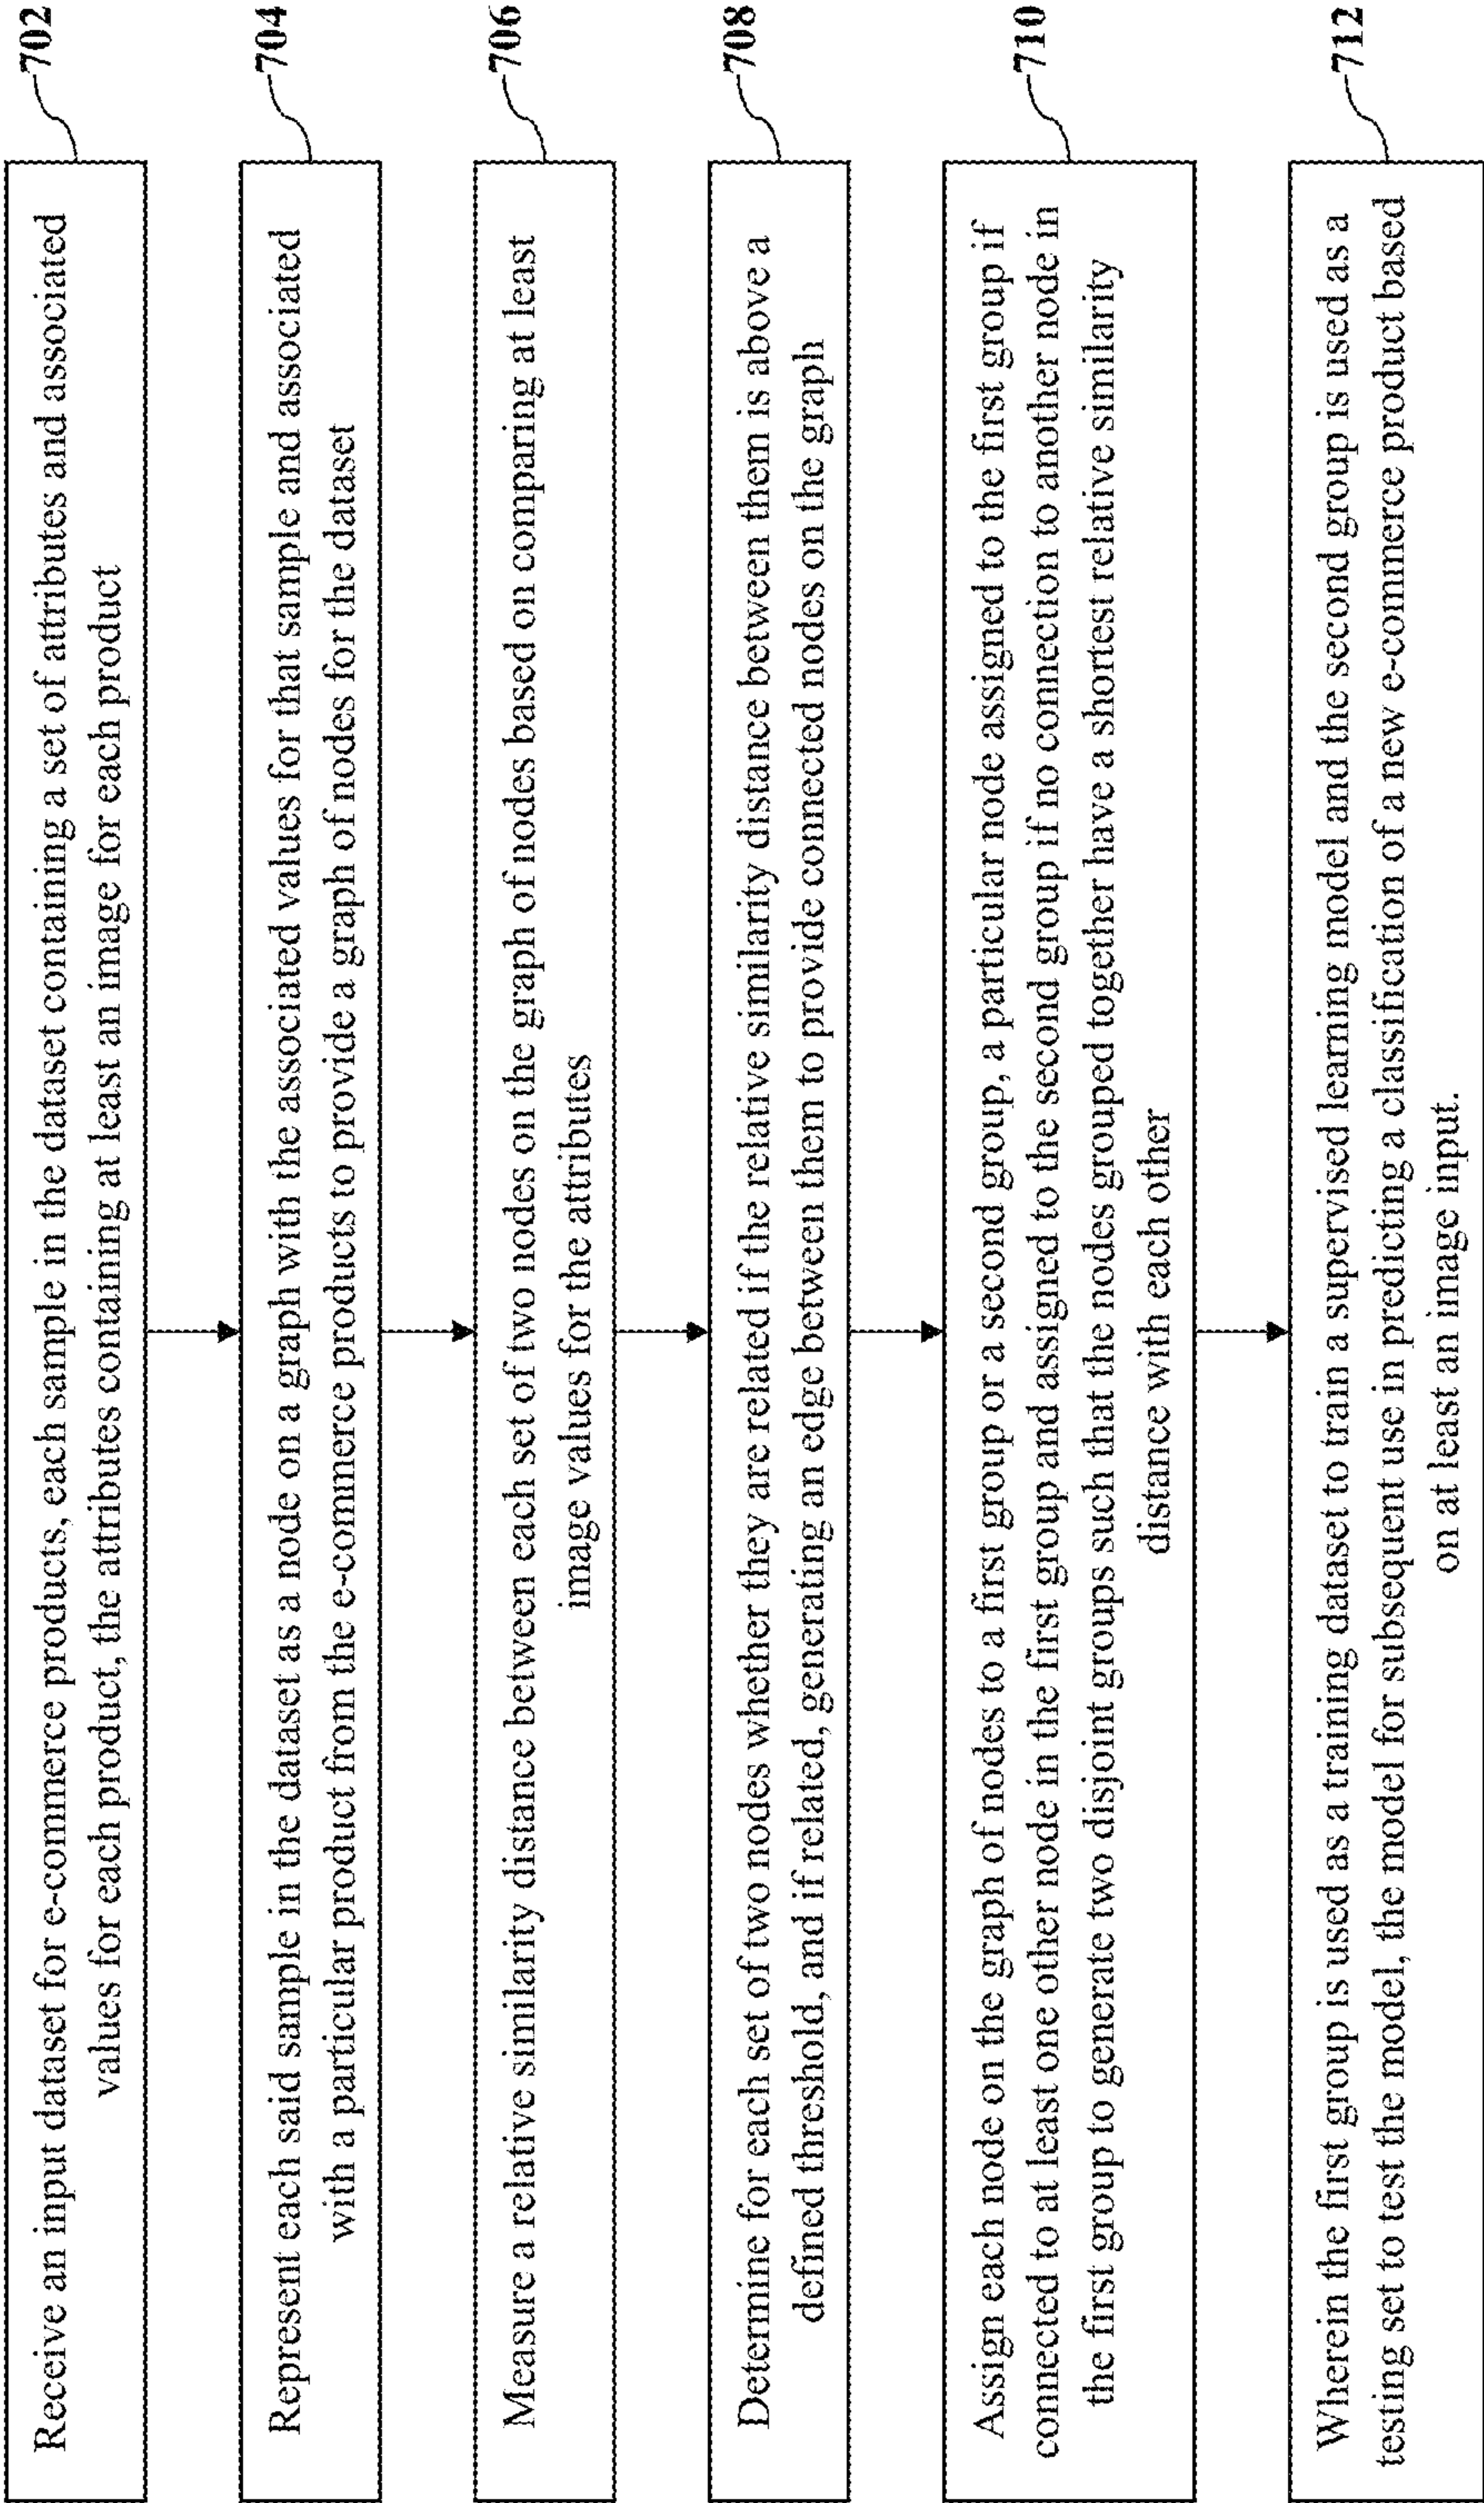 702
Receive an input dataset for e-commerce products, each sample in the dataset containing a set of attributes and associated
values for each product, the attributes containing at least an image for each product
704
Represent each said sample in the dataset as a node on a graph with the associated values for that sample and associated
with a particular product from the e-commerce products to provide a graph of nodes for the dataset
706
Measure a relative similarity distance between each set of two nodes on the graph of nodes based on comparing at least
image values for the attributes
708
Determine for each set of two nodes whether they are related if the relative similarity distance between them is above a
defined threshold, and if related, generating an edge between them to provide connected nodes on the graph
710
Assign each node on the graph of nodes to a first group or a second group, a particular node assigned to the first group if
connected to at least one other node in the first group and assigned to the second group if no connection to another node in
the first group to generate two disjoint groups such that the nodes grouped together have a shortest relative similarity
distance with each other
712
Wherein the first group is used as a training dataset to train a supervised learning model and the second group is used as a
testing set to test the model, the model for subsequent use in predicting a classification of a new e-commerce product based
on at least an image input.